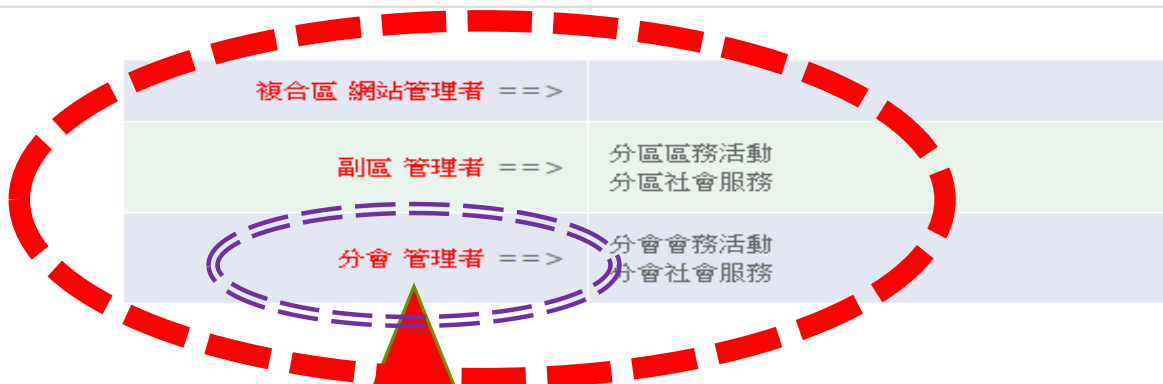 複合區 網站管理者 ==>
副區 管理者 ==>
分區區務活動
分區社會服務
分會 管理者 ==>
分會會務活動
分會社會服務